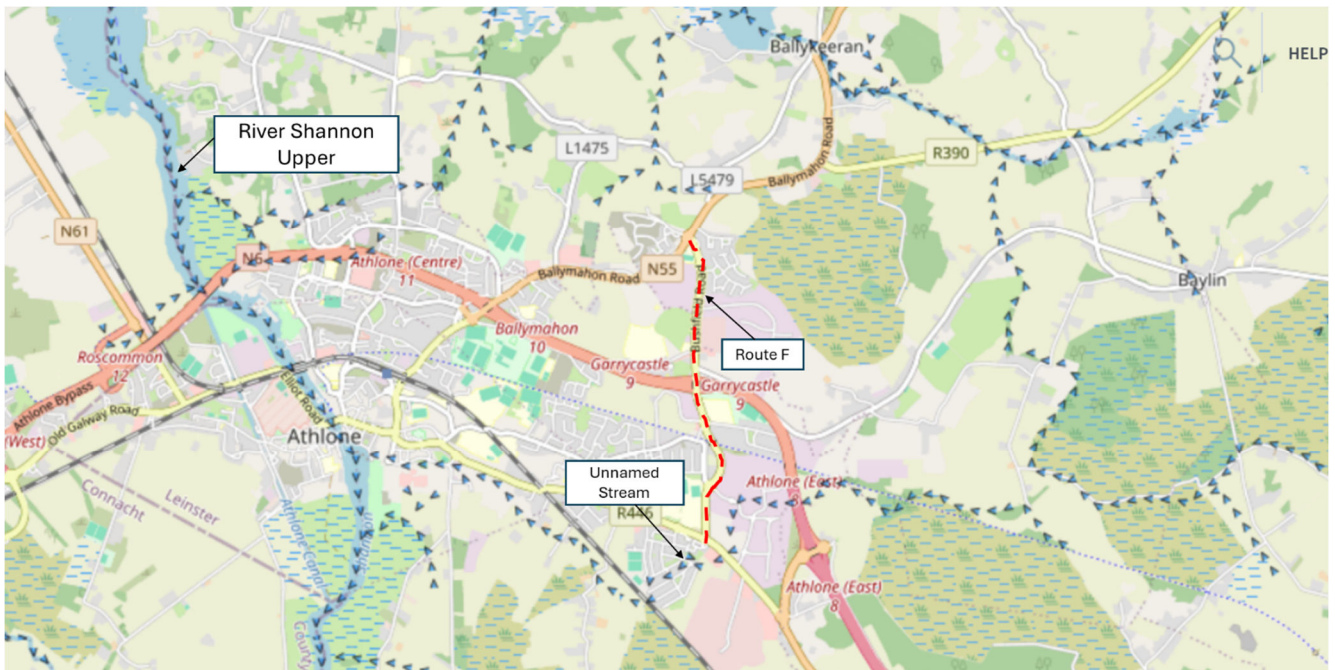 Ballykeeran
HELP
River Shannon
Upper
L1475
R390
L5479
Ballymahon Road
N61
N6
Athlone (Centre)
11
Ballymahon Road
N55
Baylin
Ballymahon
10
Route F
Roscommon
12
Garrycastle
9
Garrycastle
9
Athlone Bypass
Old Galway Road
(West)
Athlone
Unnamed
Stream
Athlone (East)
R446
Connacht
Leinster
Athlone Canal
Athlone (East)
8
County